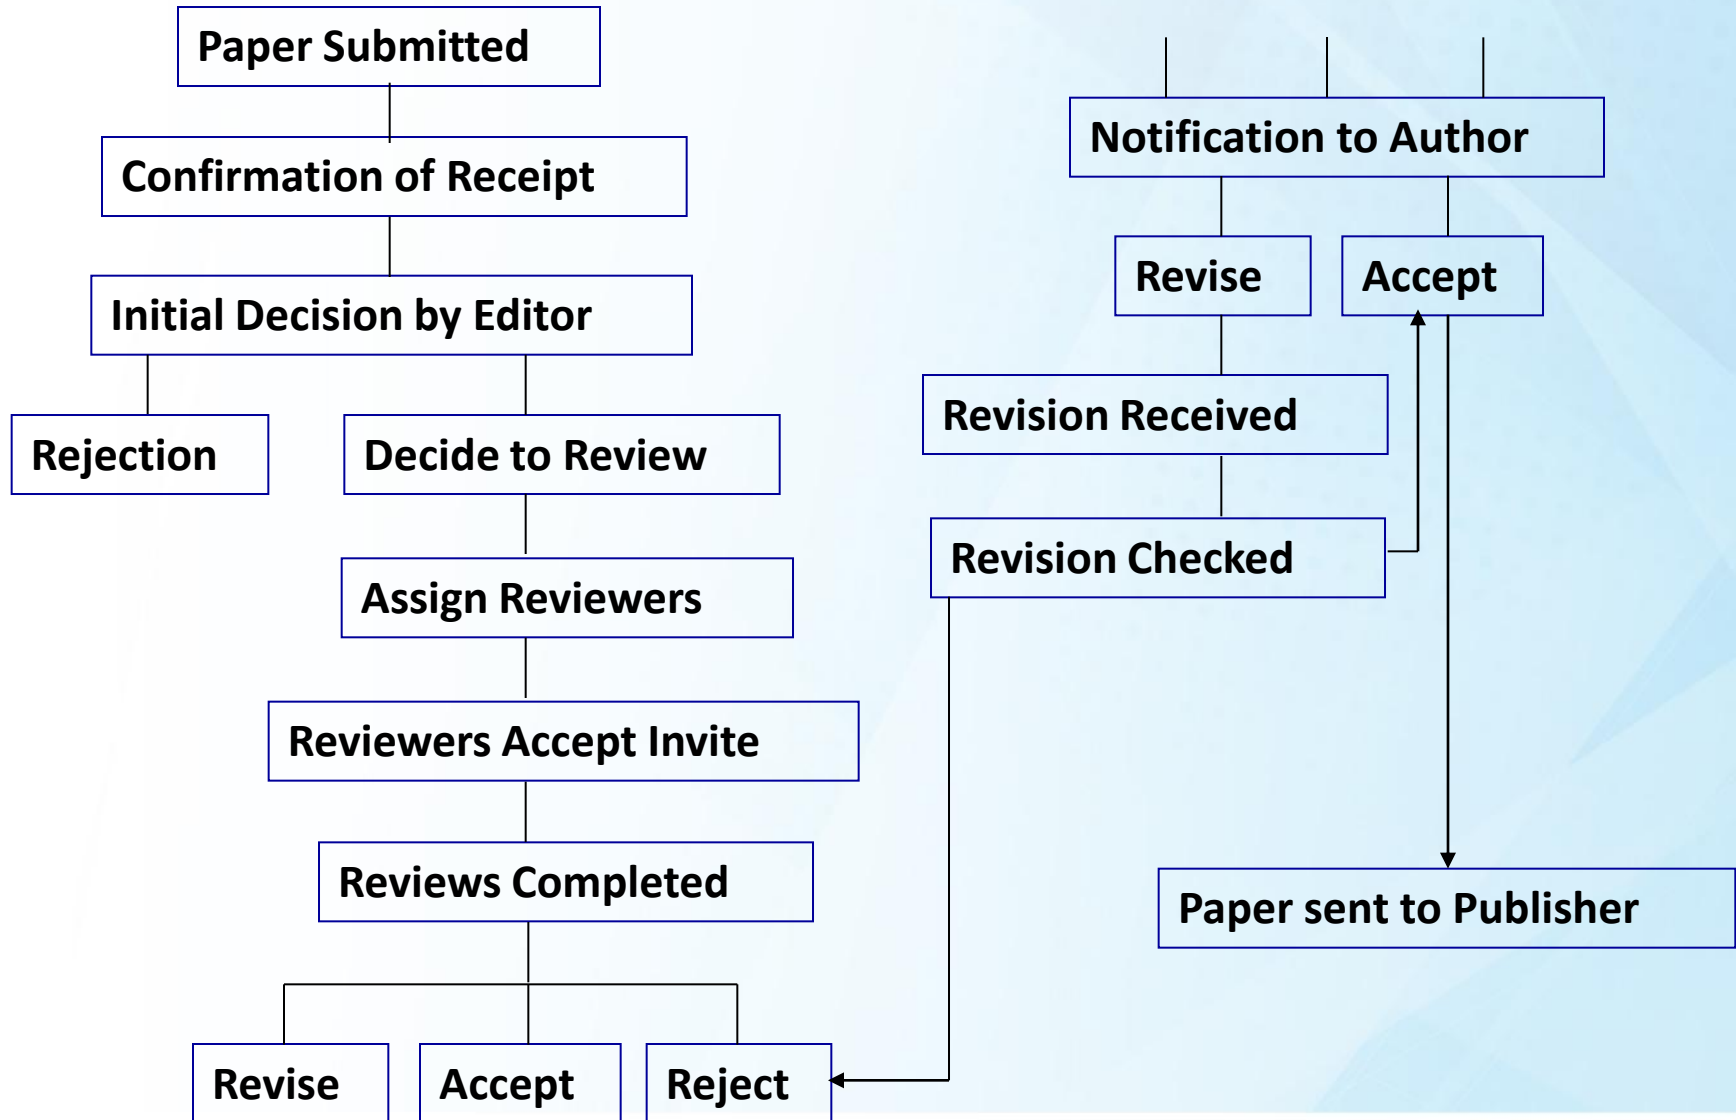 Paper Submitted
Confirmation of Receipt
Initial Decision by Editor
Rejection
Decide to Review
Assign Reviewers
Reviewers Accept Invite
Reviews Completed
Revise
Accept
Reject
Notification to Author
Revise
Accept
Revision Received
Revision Checked
Paper sent to Publisher